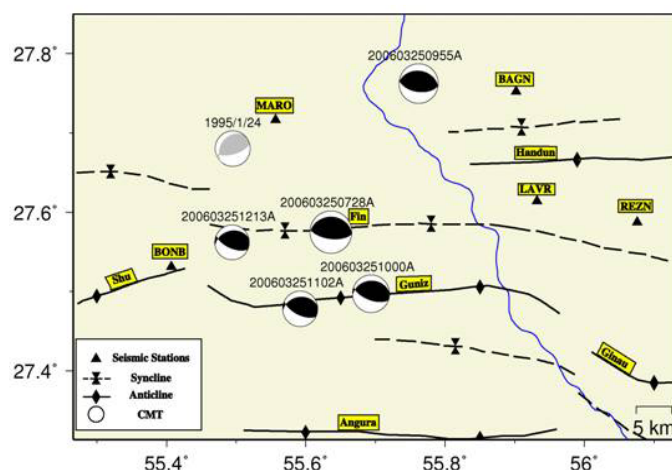 27.8°
27.6°
27.4°
55.4°
55.6°
55.8°
56°
200603250955A
BAGN
MARO
1995/1/24
Handun
LAVR
REZN
200603250728A
Fin
200603251213A
BONB
Shu
200603251000A
200603251102A
Guniz
Ginau
Angura
Seismic Stations
Syncline
Anticline
CMT
5 km